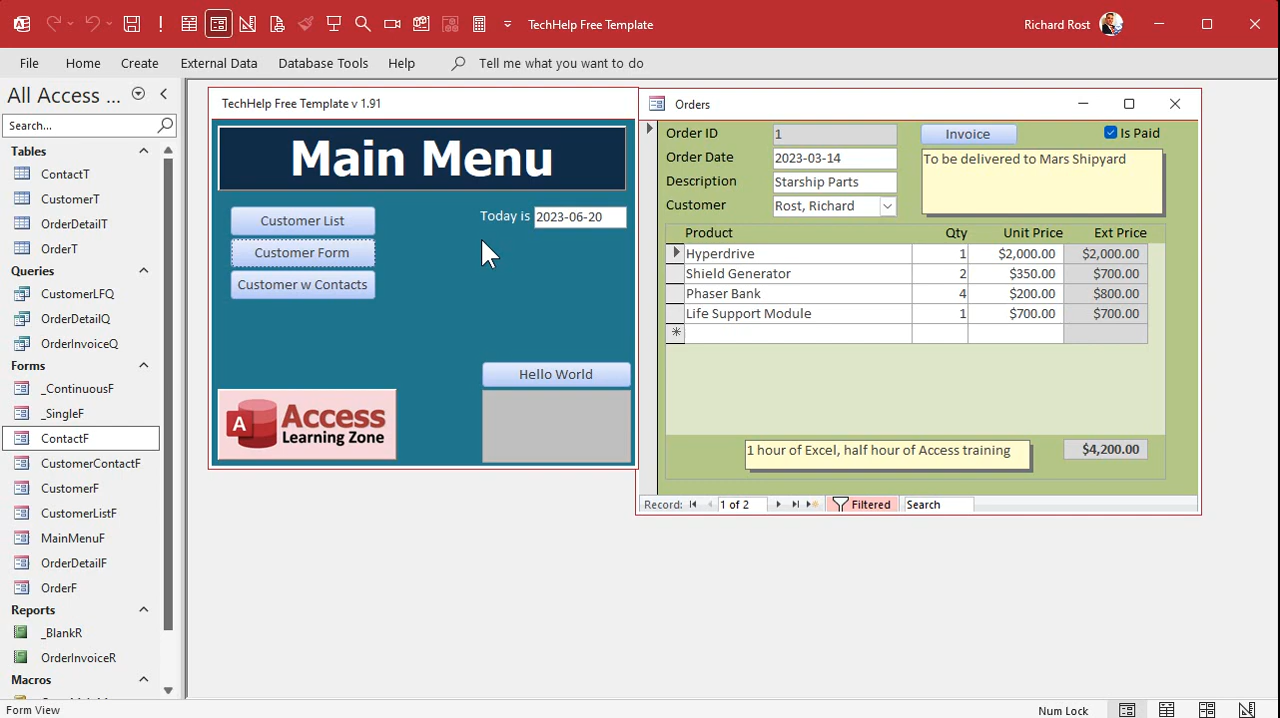 TechHelp Free Template
Richard Rost
File Home Create External Data Database Tools Help Tell me what you want to do
All Access ...
Search...
Tables
ContactT
CustomerT
OrderDetailT
OrderT
Queries
CustomerLFQ
OrderDetailQ
OrderInvoiceQ
Forms
_ContinuousF
_SingleF
ContactF
CustomerContactF
CustomerF
CustomerListF
MainMenuF
OrderDetailF
OrderF
Reports
_BlankR
OrderInvoiceR
Macros
TechHelp Free Template v 1.91
Main Menu
Customer List
Today is 2023-06-20
Customer Form
Customer w Contacts
Hello World
A Access
Learning Zone
Orders
Order ID 1 Invoice Is Paid
Order Date 2023-03-14 To be delivered to Mars Shipyard
Description Starship Parts
Customer Rost, Richard
Product Qty Unit Price Ext Price
Hyperdrive 1 $2,000.00 $2,000.00
Shield Generator 2 $350.00 $700.00
Phaser Bank 4 $200.00 $800.00
Life Support Module 1 $700.00 $700.00
1 hour of Excel, half hour of Access training $4,200.00
Record: 1 of 2 Filtered Search
Form View Num Lock